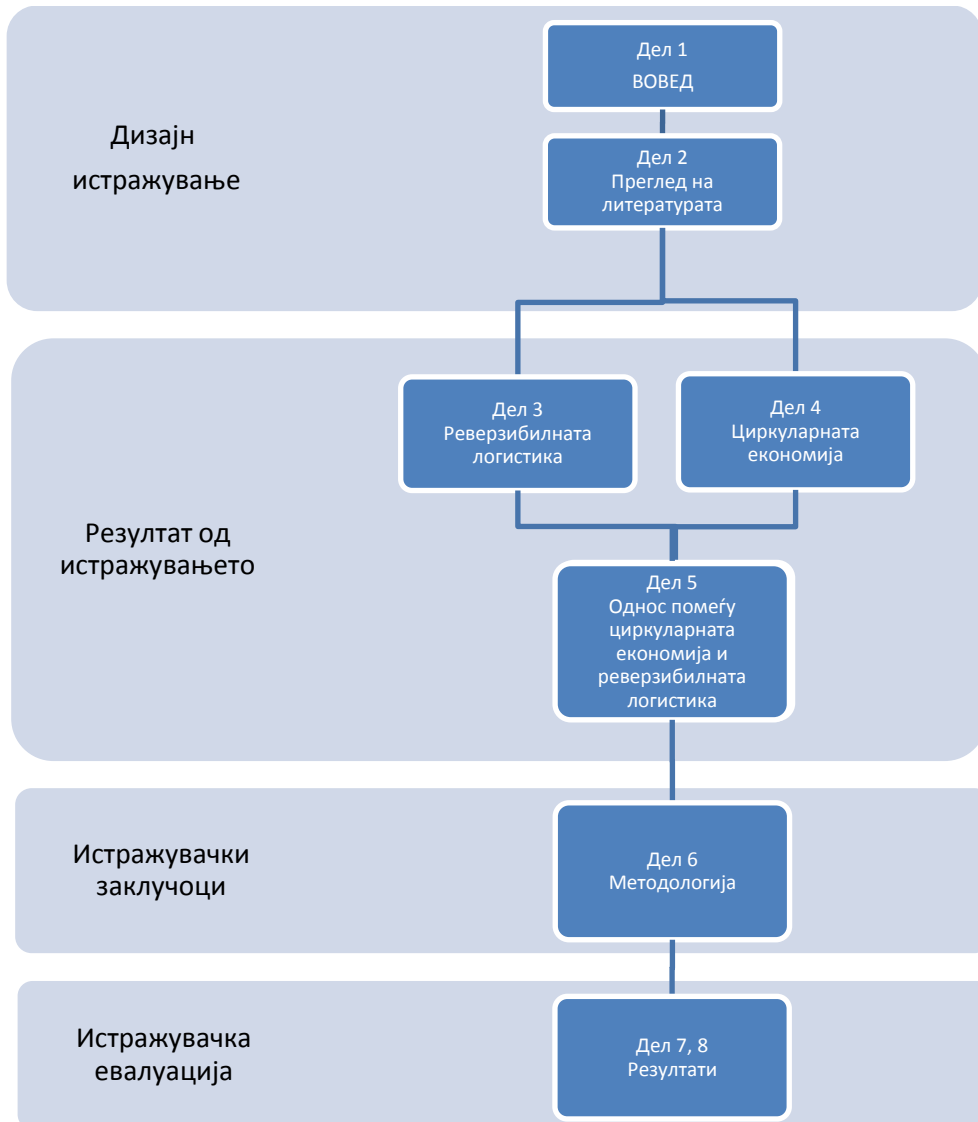 Дизајн
истражување
Дел 1
ВОВЕД
Дел 2
Преглед на
литературата
Резултат од
истражувањето
Дел 3
Реверзибилната
логистика
Дел 4
Циркуларната
економија
Дел 5
Однос помеѓу
циркуларната
економија и
реверзибилната
логистика
Истражувачки
заклучоци
Дел 6
Методологија
Истражувачка
евалуација
Дел 7, 8
Резултати